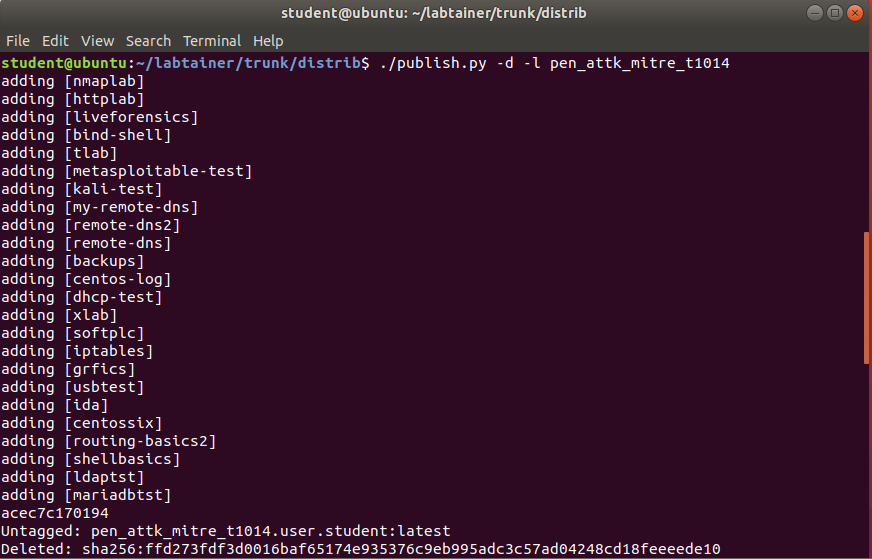 student@ubuntu: ~/labtainer/trunk/distrib
File Edit View Search Terminal Help
student@ubuntu:~/labtainer/trunk/distrib$ ./publish.py -d -l pen_attk_mitre_t1014
adding [nmaplab]
adding [httplab]
adding [liveforensics]
adding [bind-shell]
adding [tlab]
adding [metasploitable-test]
adding [kali-test]
adding [my-remote-dns]
adding [remote-dns2]
adding [remote-dns]
adding [backups]
adding [centos-log]
adding [dhcp-test]
adding [xlab]
adding [softplc]
adding [iptables]
adding [grfics]
adding [usbtest]
adding [ida]
adding [centossix]
adding [routing-basics2]
adding [shellbasics]
adding [ldaptst]
adding [mariadbtst]
acec7c170194
Untagged: pen_attk_mitre_t1014.user.student:latest
Deleted: sha256:ffd273fdf3d0016baf65174e935376c9eb995adc3c57ad04248cd18feeeede10